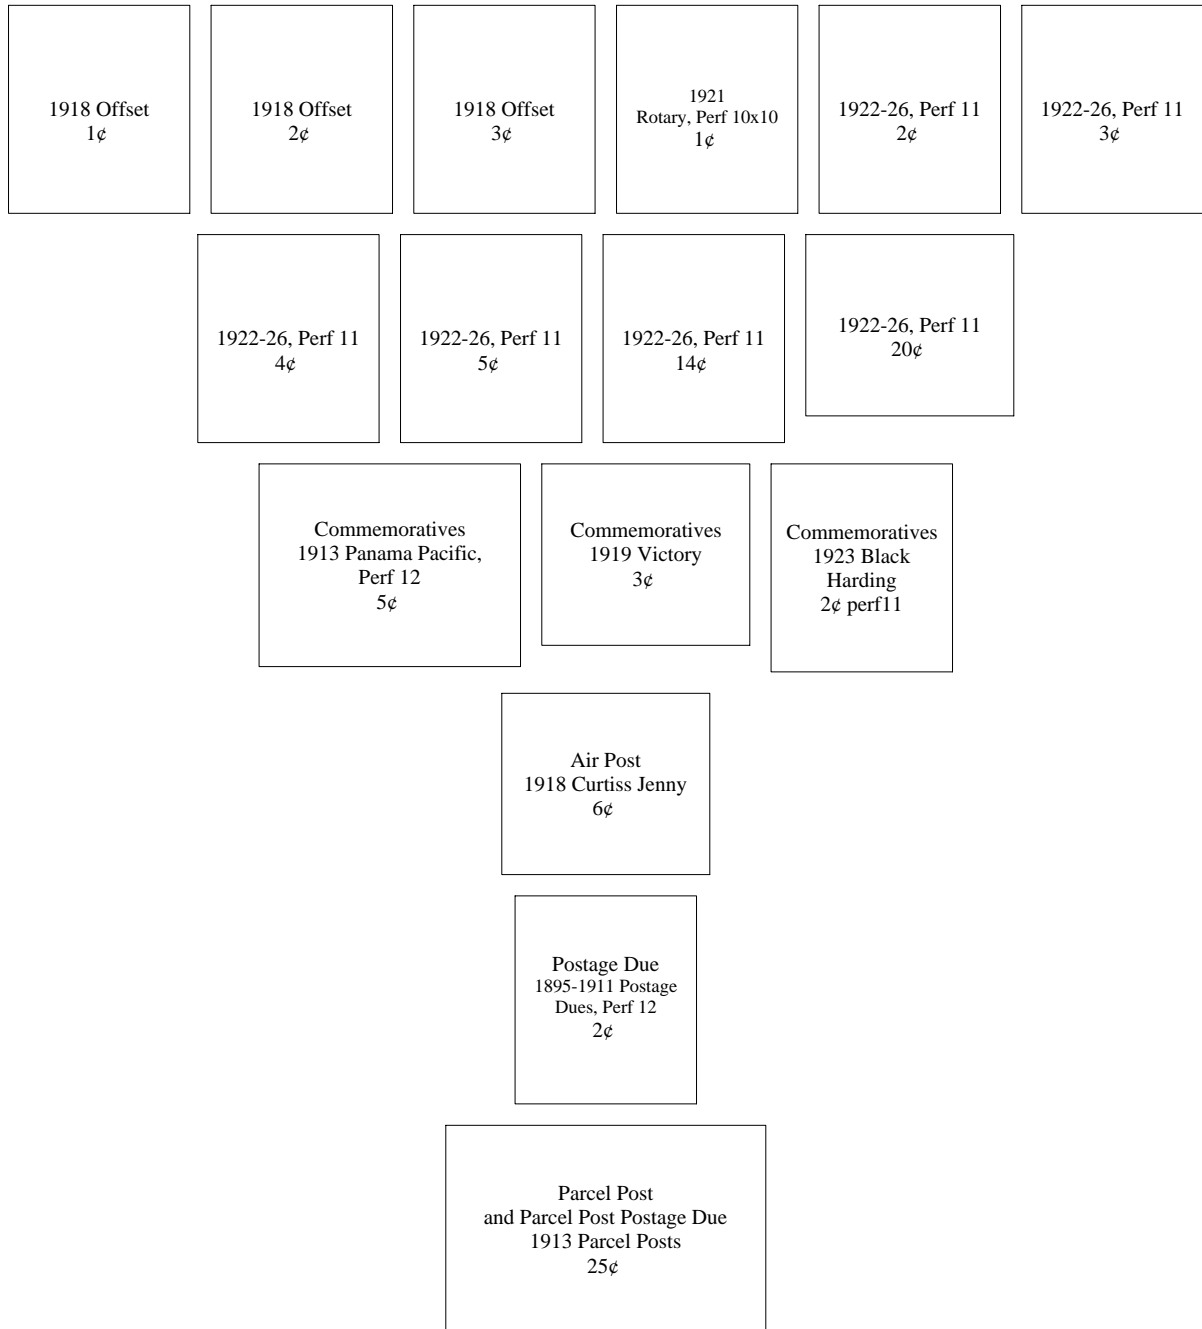 1918 Offset
1¢
1918 Offset
2¢
1918 Offset
3¢
1921
Rotary, Perf 10x10
1¢
1922-26, Perf 11
2¢
1922-26, Perf 11
3¢
1922-26, Perf 11
4¢
1922-26, Perf 11
5¢
1922-26, Perf 11
14¢
1922-26, Perf 11
20¢
Commemoratives
1913 Panama Pacific,
Perf 12
5¢
Commemoratives
1919 Victory
3¢
Commemoratives
1923 Black
Harding
2¢ perf11
Air Post
1918 Curtiss Jenny
6¢
Postage Due
1895-1911 Postage
Dues, Perf 12
2¢
Parcel Post
and Parcel Post Postage Due
1913 Parcel Posts
25¢